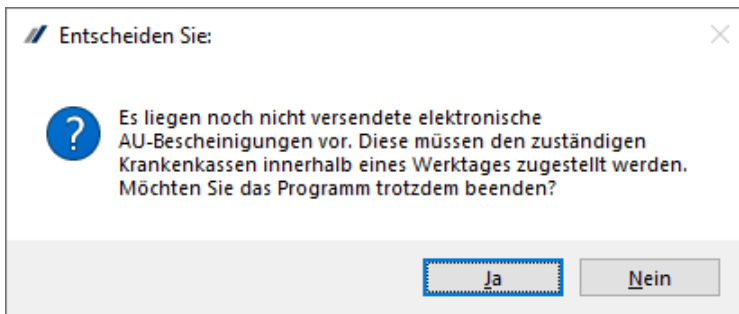 Entscheiden Sie:
Es liegen noch nicht versendete elektronische
AU-Bescheinigungen vor. Diese müssen den zuständigen
Krankenkassen innerhalb eines Werktages zugestellt werden.
Möchten Sie das Programm trotzdem beenden?
Ja
Nein